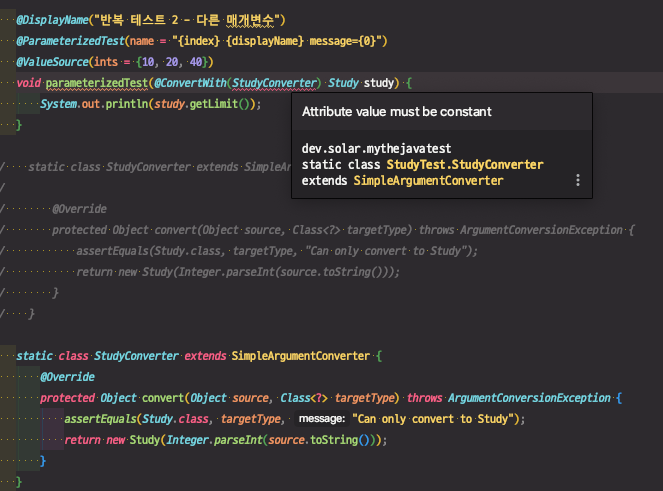 @DisplayName("반복 테스트 2 - 다른 매개변수")
@ParameterizedTest(name = "{index} {displayName} message={0}")
@ValueSource(ints = {10, 20, 40})
void parameterizedTest(@ConvertWith(StudyConverter) Study study) {
System.out.println(study.getLimit());
}
Attribute value must be constant
dev.solar.mythejavatest
static class StudyTest.StudyConverter
extends SimpleArgumentConverter
/ static class StudyConverter extends SimpleAr
/
/ @Override
/ protected Object convert(Object source, Class<?> targetType) throws ArgumentConversionException {
/ assertEquals(Study.class, targetType, "Can only convert to Study");
/ return new Study(Integer.parseInt(source.toString()));
/ }
/ }
static class StudyConverter extends SimpleArgumentConverter {
@Override
protected Object convert(Object source, Class<?> targetType) throws ArgumentConversionException {
assertEquals(Study.class, targetType, message: "Can only convert to Study");
return new Study(Integer.parseInt(source.toString()));
}
}